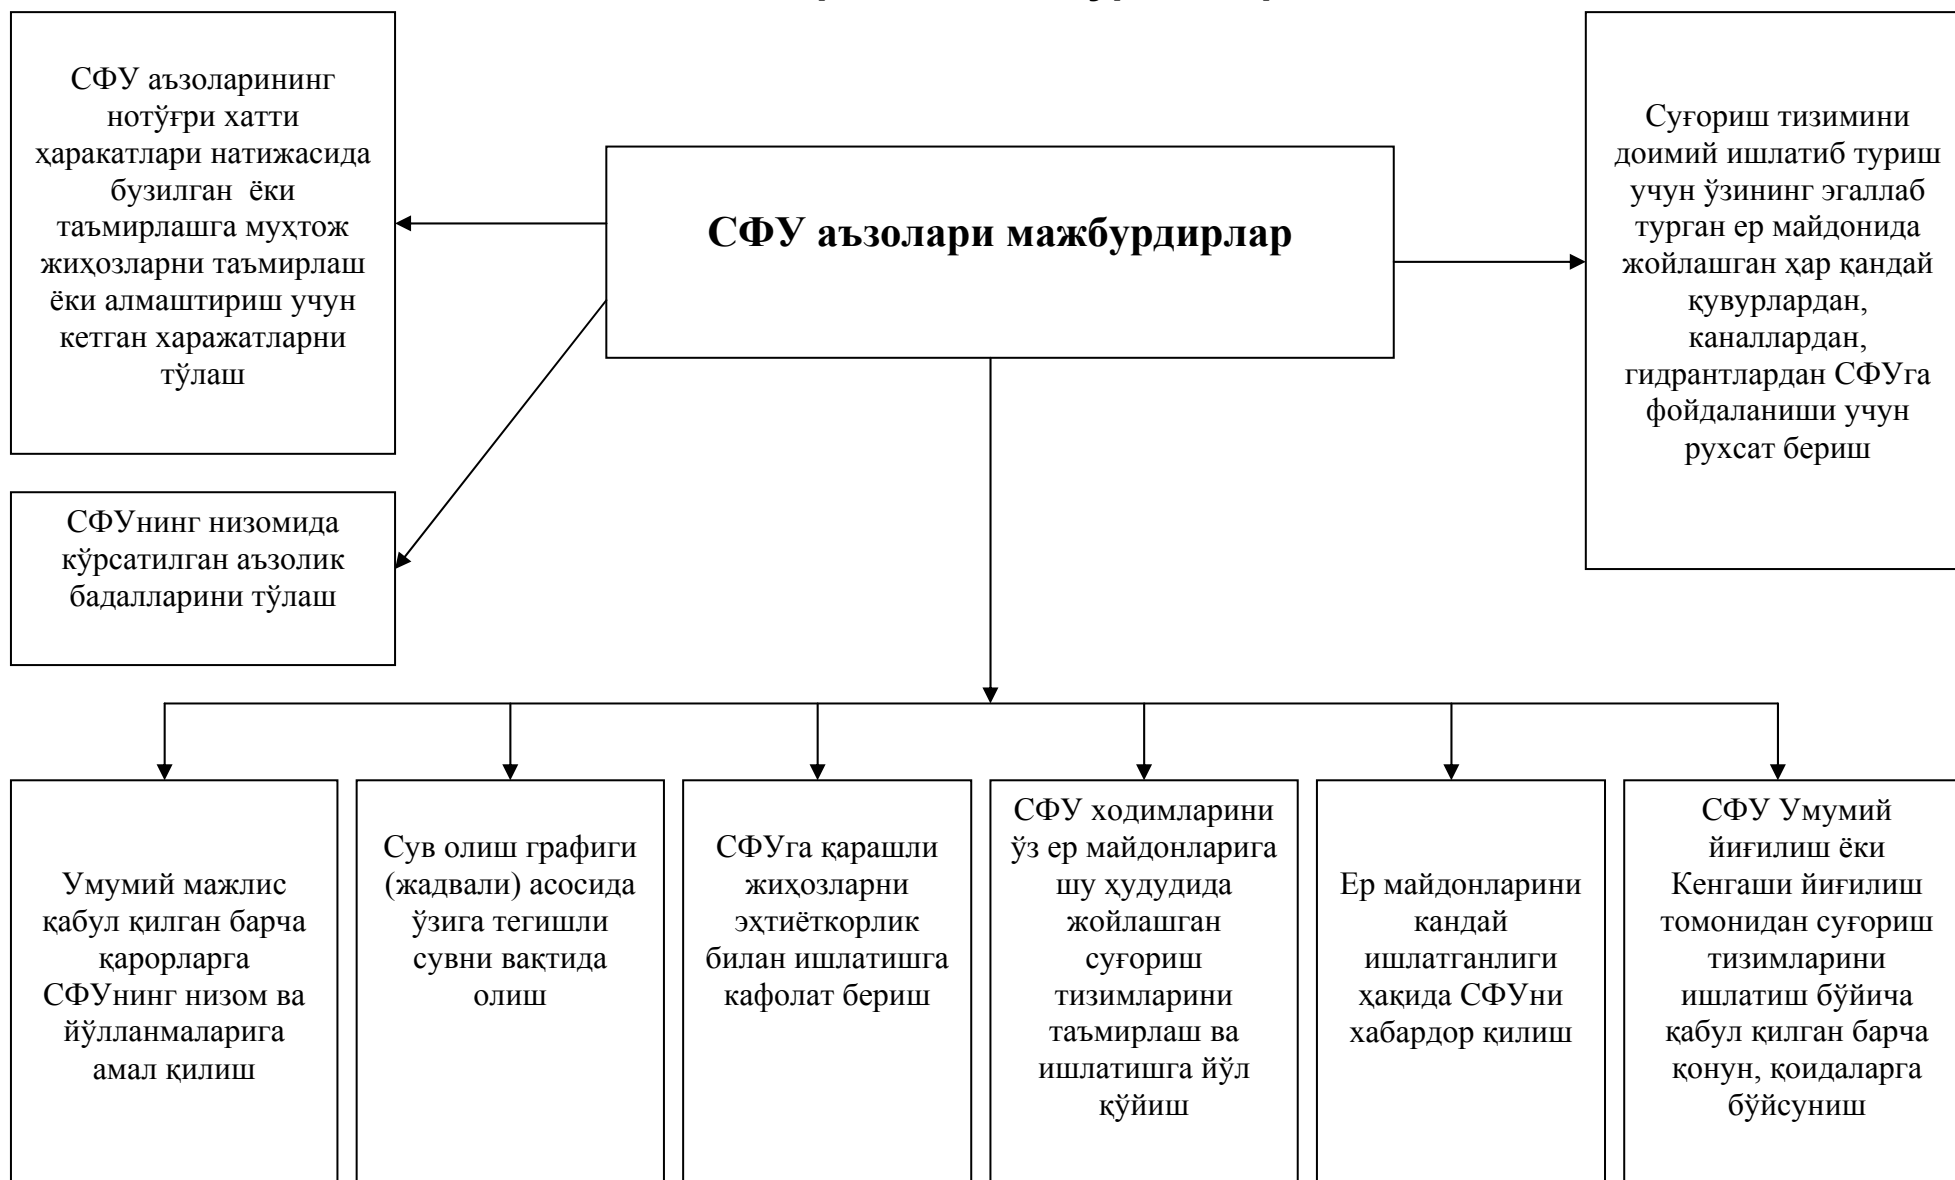 СФУ аъзоларининг
нотўғри хатти
ҳаракатлари натижасида
бузилган ёки
таъмирлашга муҳтож
жиҳозларни таъмирлаш
ёки алмаштириш учун
кетган харажатларни
тўлаш
СФУ аъзолари мажбурдирлар
Суғориш тизимини
доимий ишлатиб туриш
учун ўзининг эгаллаб
турган ер майдонида
жойлашган ҳар қандай
қувурлардан,
каналлардан,
гидрантлардан СФУга
фойдаланиши учун
рухсат бериш
СФУнинг низомида
кўрсатилган аъзолик
бадалларини тўлаш
Умумий мажлис
қабул қилган барча
қарорларга
СФУнинг низом ва
йўлланмаларига
амал қилиш
Сув олиш графиги
(жадвали) асосида
ўзига тегишли
сувни вақтида
олиш
СФУга қарашли
жиҳозларни
эҳтиёткорлик
билан ишлатишга
кафолат бериш
СФУ ходимларини
ўз ер майдонларига
шу ҳудудида
жойлашган
суғориш
тизимларини
таъмирлаш ва
ишлатишга йўл
қўйиш
Ер майдонларини
кандай
ишлатганлиги
ҳақида СФУни
хабардор қилиш
СФУ Умумий
йиғилиш ёки
Кенгаши йиғилиш
томонидан суғориш
тизимларини
ишлатиш бўйича
қабул қилган барча
қонун, қоидаларга
бўйсуниш